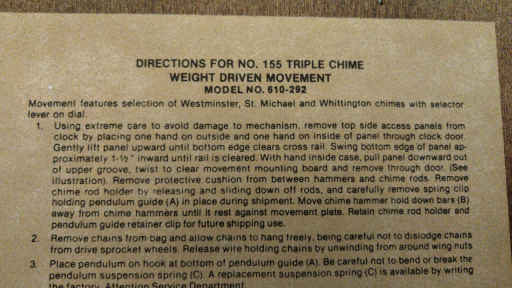 DIRECTIONS FOR NO. 155 TRIPLE CHIME
WEIGHT DRIVEN MOVEMENT
MODEL NO. 610-292
Movement features selection of Westminster, St. Michael and Whittington chimes with selector
lever on dial.
1. Using extreme care to avoid damage to mechanism, remove top side access panels from
clock by placing one hand on outside and one hand on inside of panel through clock door.
Gently lift panel upward until bottom edge clears cross rail. Swing bottom edge of panel ap-
proximately 1-½" inward until rail is cleared. With hand inside case, pull panel downward out
of upper groove, twist to clear movement mounting board and remove through door. (See
illustration). Remove protective cushion from between hammers and chime rods. Remove
chime rod holder by releasing and sliding down off rods, and carefully remove spring clip
holding pendulum guide (A) in place during shipment. Move chime hammer hold down bars (B)
away from chime hammers until it rest against movement plate. Retain chime rod holder and
pendulum guide retainer clip for future shipping use.
2. Remove chains from bag and allow chains to hang freely, being careful not to dislodge chains
from drive sprocket wheels. Release wire holding chains by unwinding from around wing nuts
3. Place pendulum on hook at bottom of pendulum guide (A). Be careful not to bend or break the
pendulum suspension spring (C). A replacement suspension spring (C) is available by writing
the factory, Attention Service Department.